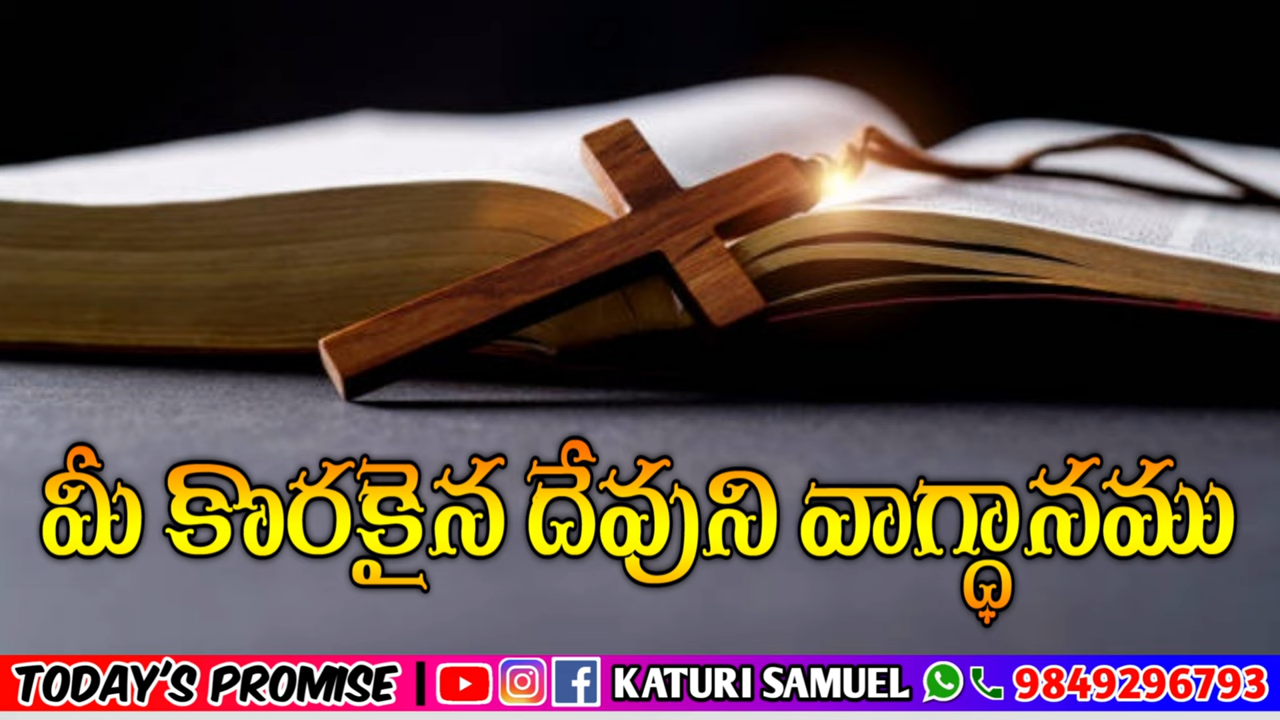 మీ కొరకైన దేవుని వాగ్ధానము
TODAY'S PROMISE | KATURI SAMUEL 9849296793